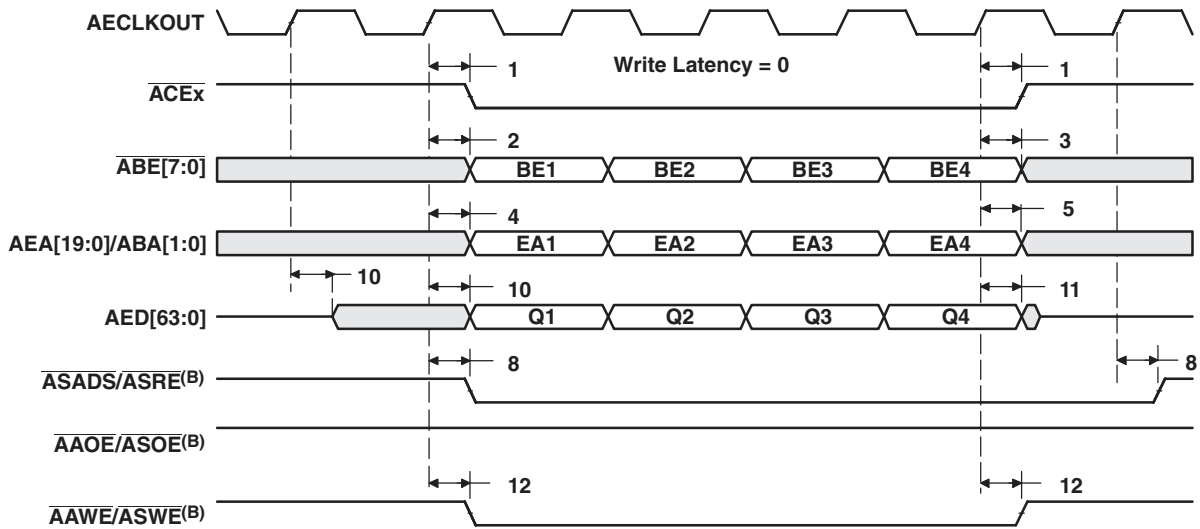 AECLKOUT
1 Write Latency = 0 1
ACEx
2 3
ABE[7:0] BE1 BE2 BE3 BE4
4 5
AEA[19:0]/ABA[1:0] EA1 EA2 EA3 EA4
10 10 11
AED[63:0] Q1 Q2 Q3 Q4
8 8
ASADS/ASRE(B)
AAOE/ASOE(B)
12 12
AAWE/ASWE(B)